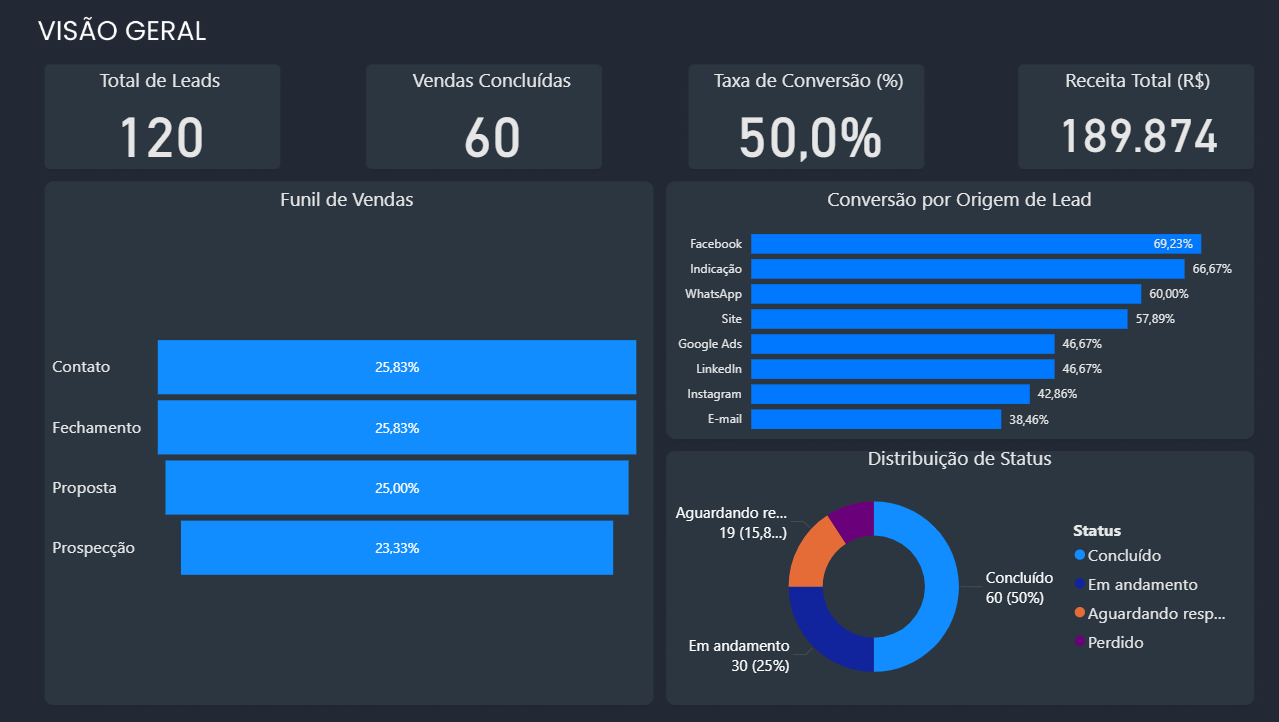 VISÃO GERAL
Total de Leads
120
Vendas Concluídas
60
Taxa de Conversão (%)
50,0%
Receita Total (R$)
189.874
Funil de Vendas
Contato 25,83%
Fechamento 25,83%
Proposta 25,00%
Prospecção 23,33%
Conversão por Origem de Lead
Facebook 69,23%
Indicação 66,67%
WhatsApp 60,00%
Site 57,89%
Google Ads 46,67%
LinkedIn 46,67%
Instagram 42,86%
E-mail 38,46%
Distribuição de Status
Aguardando re...
19 (15,8...)
Em andamento
30 (25%)
Concluído
60 (50%)
Status
Concluído
Em andamento
Aguardando resp...
Perdido